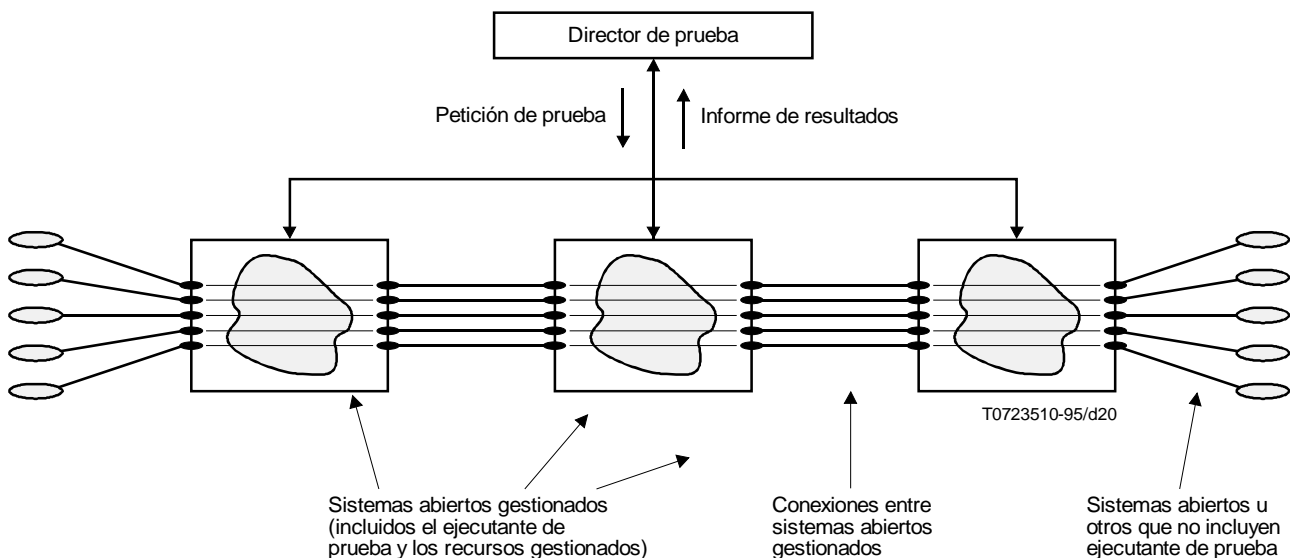 Director de prueba
Petición de prueba
Informe de resultados
T0723510-95/d20
Sistemas abiertos gestionados
(incluidos el ejecutante de
prueba y los recursos gestionados)
Conexiones entre
sistemas abiertos
gestionados
Sistemas abiertos u
otros que no incluyen
ejecutante de prueba